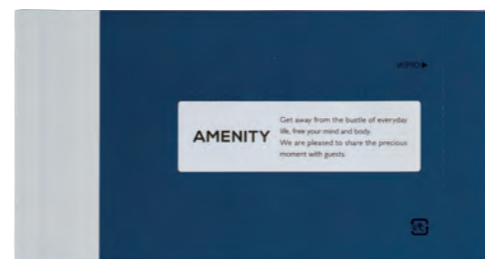 OPEN▶
AMENITY
Get away from the bustle of everyday
life, free your mind and body.
We are pleased to share the precious
moment with guests.